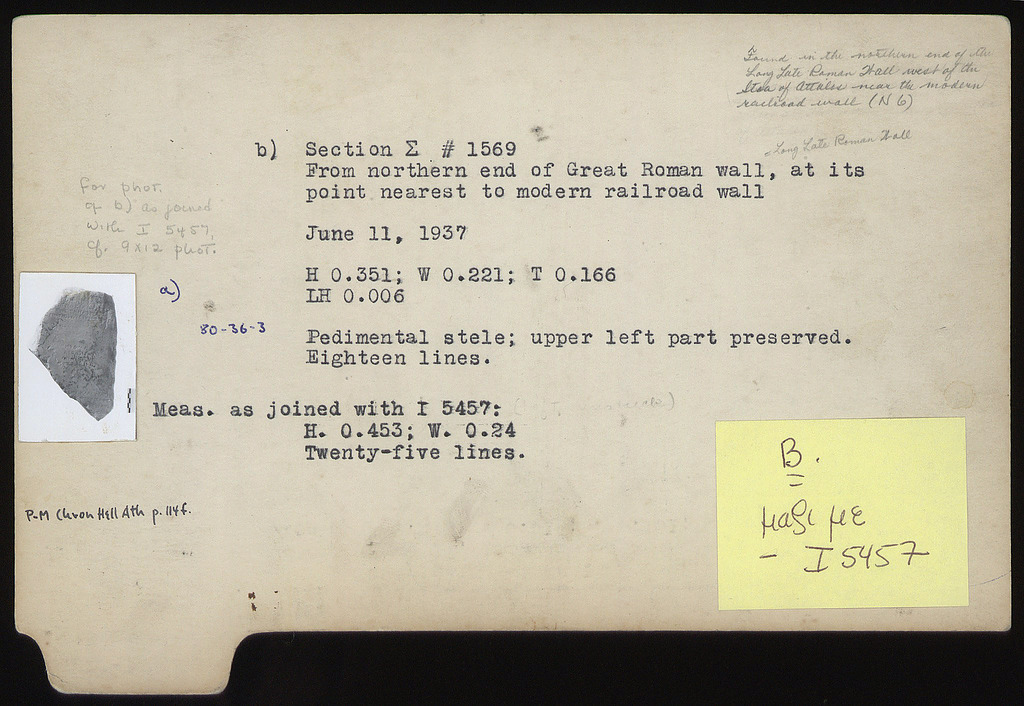 Found in the northern end of the
Long Late Roman Wall west of the
Stoa of Attalos near the modern
railroad wall (N 6)
Long Late Roman Wall
b) Section Σ # 1569
From northern end of Great Roman wall, at its
point nearest to modern railroad wall
For phot.
of b) as joined
with I 5457,
cf. 9x12 phot.
June 11, 1937
H 0.351; W 0.221; T 0.166
LH 0.006
a)
80-36-3
Pedimental stele; upper left part preserved.
Eighteen lines.
Meas. as joined with I 5457:
H. 0.453; W. 0.24
Twenty-five lines.
P-M Chron Hell Ath p. 114f.
B.
μαζι με
- I 5457